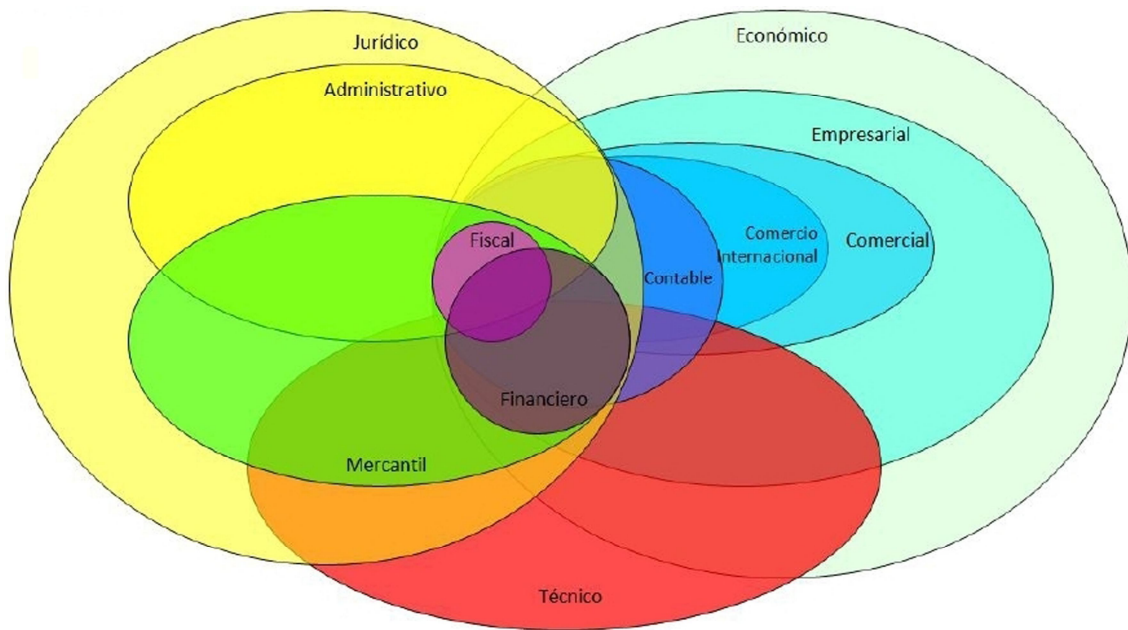 Jurídico
Económico
Administrativo
Empresarial
Fiscal
Comercio
Internacional
Comercial
Contable
Financiero
Mercantil
Técnico